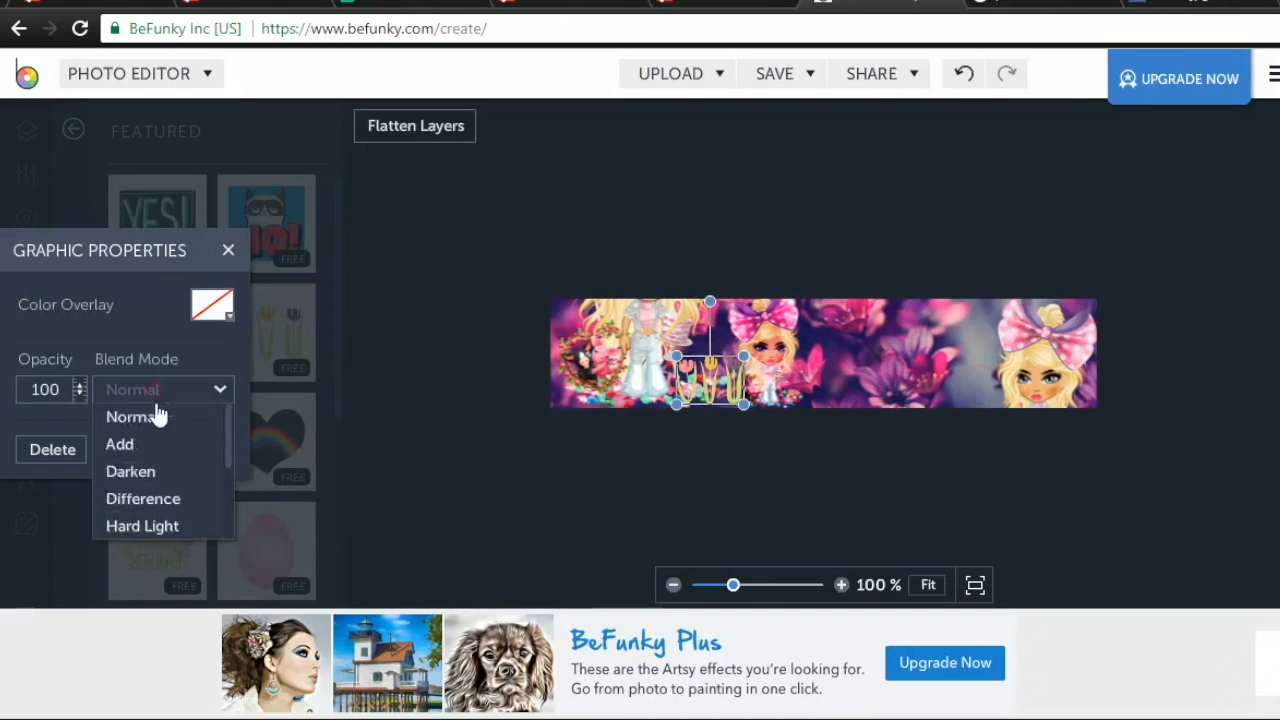 BeFunky Inc [US]
https://www.befunky.com/create/
PHOTO EDITOR
UPLOAD
SAVE
SHARE
UPGRADE NOW
FEATURED
Flatten Layers
YES!
NO!
FREE
GRAPHIC PROPERTIES
Color Overlay
FREE
Opacity
Blend Mode
100
Normal
Normal
Add
Delete
Darken
FREE
Difference
Hard Light
FREE
FREE
100 %
Fit
BeFunky Plus
These are the Artsy effects you're looking for.
Go from photo to painting in one click.
Upgrade Now